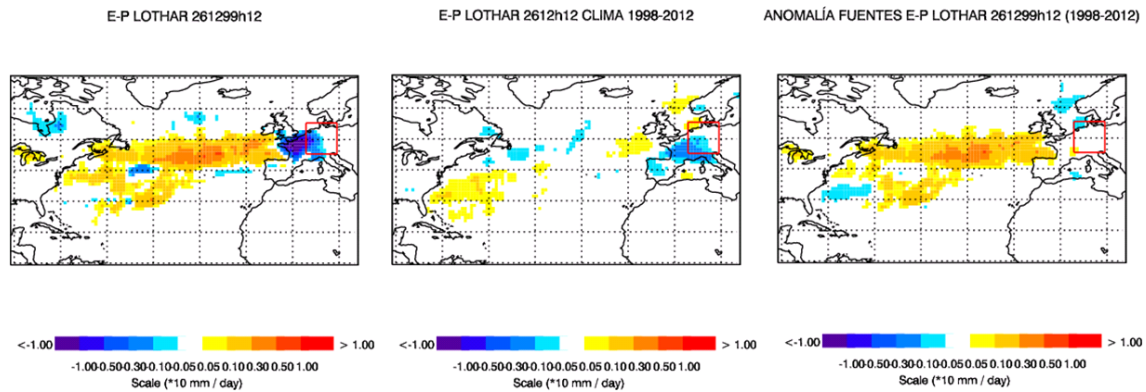 E-P LOTHAR 261299h12
E-P LOTHAR 2612h12 CLIMA 1998-2012
ANOMALÍA FUENTES E-P LOTHAR 261299h12 (1998-2012)
<-1.00 > 1.00
-1.00-0.50-0.30-0.10-0.05 0.05 0.10 0.30 0.50 1.00
Scale (*10 mm / day)
<-1.00 > 1.00
-1.00-0.50-0.30-0.10-0.05 0.05 0.10 0.30 0.50 1.00
Scale (*10 mm / day)
<-1.00 > 1.00
-1.00-0.50-0.30-0.10-0.05 0.05 0.10 0.30 0.50 1.00
Scale (*10 mm / day)